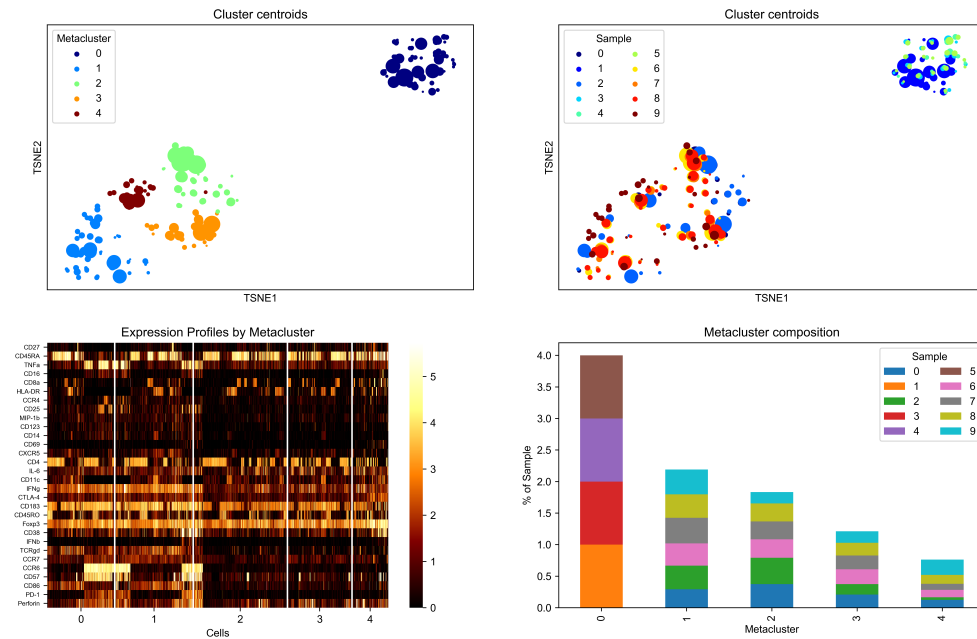 Cluster centroids
Metacluster
0
1
2
3
4
TSNE2
TSNE1
Cluster centroids
Sample
0 5
1 6
2 7
3 8
4 9
TSNE2
TSNE1
Expression Profiles by Metacluster
CD27
CD45RA
TNFa
CD16
CD8a
HLA-DR
CCR4
CD25
MIP-1b
CD123
CD14
CD69
CXCR5
CD4
IL-6
CD11c
IFNg
CTLA-4
CD183
CD45RO
Foxp3
CD38
IFNb
TCRgd
CCR7
CCR6
CD57
CD86
PD-1
Perforin
0 1 2 3 4
Cells
5
4
3
2
1
0
Metacluster composition
Sample
0 5
1 6
2 7
3 8
4 9
% of Sample
4.0
3.5
3.0
2.5
2.0
1.5
1.0
0.5
0.0
0 1 2 3 4
Metacluster